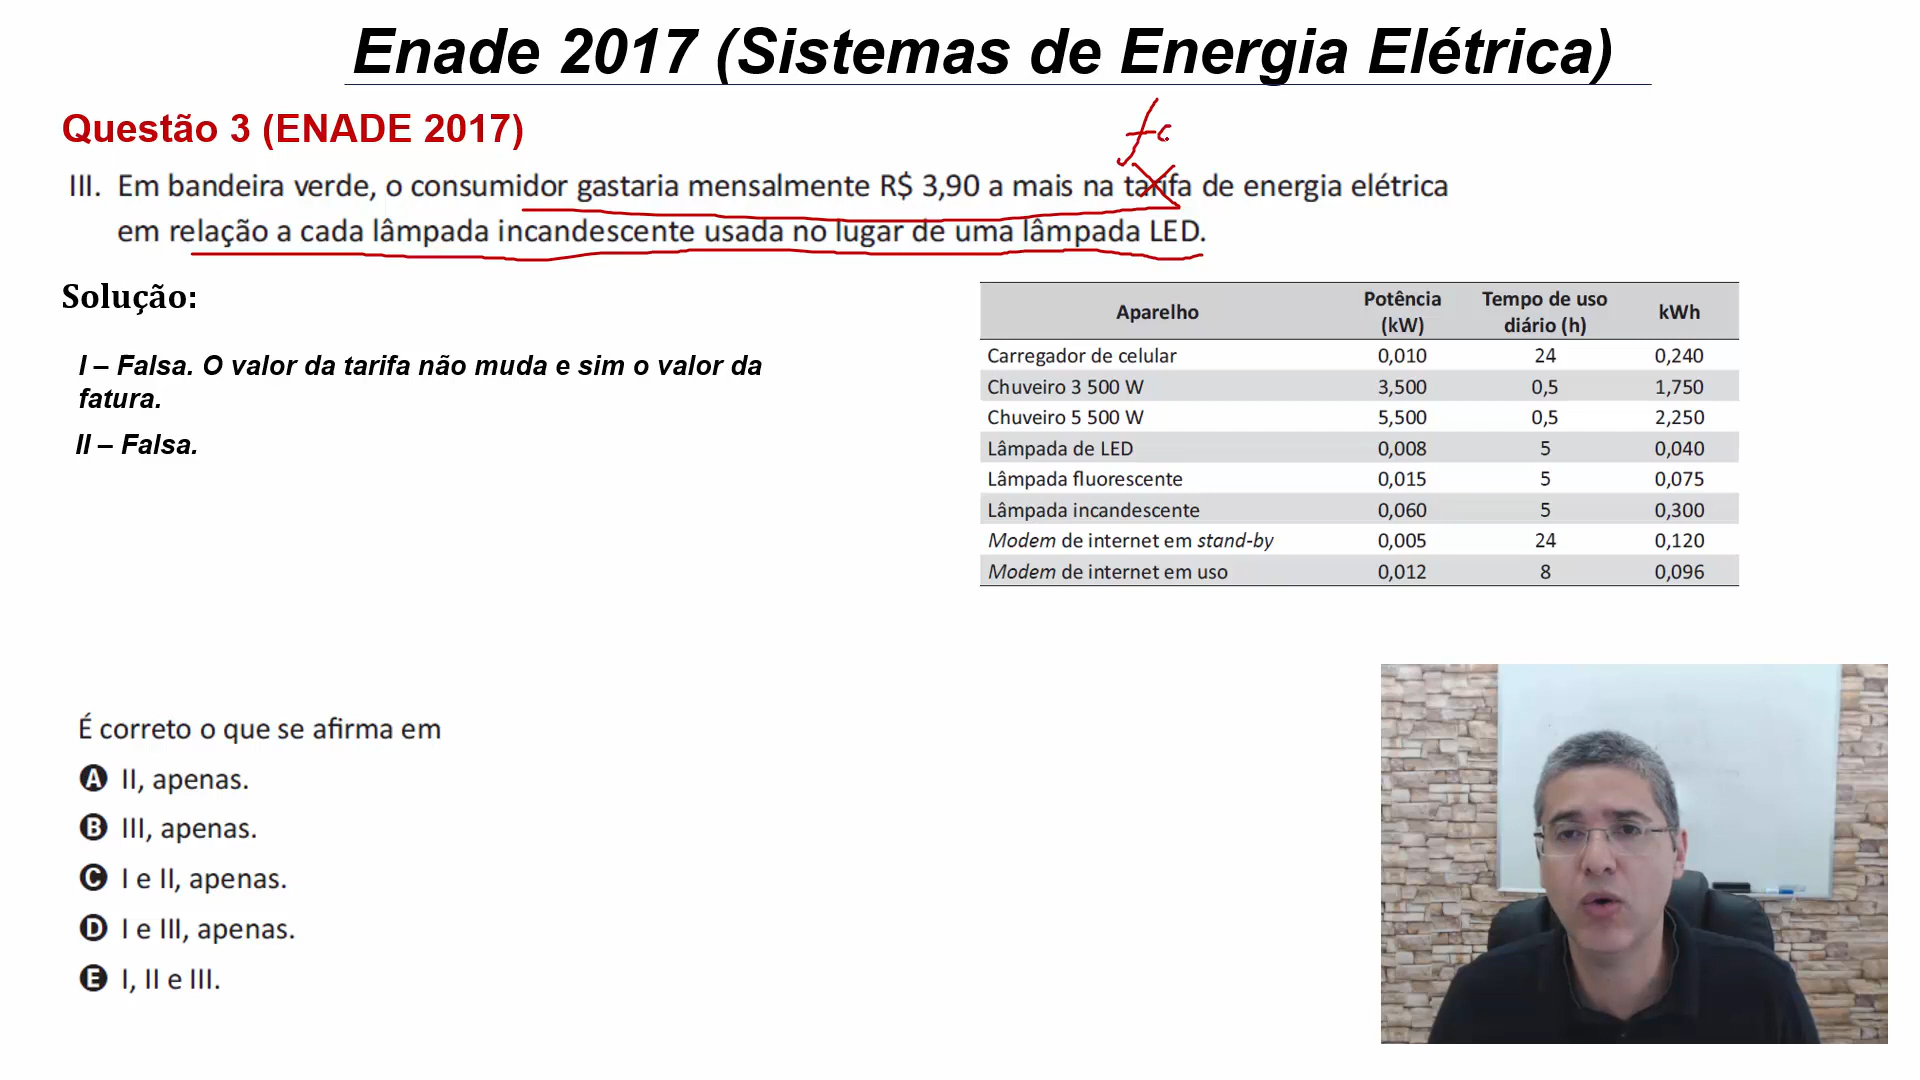 Enade 2017 (Sistemas de Energia Elétrica)
Questão 3 (ENADE 2017)
fa
III. Em bandeira verde, o consumidor gastaria mensalmente R$ 3,90 a mais na tarifa de energia elétrica
em relação a cada lâmpada incandescente usada no lugar de uma lâmpada LED.
Solução:
I – Falsa. O valor da tarifa não muda e sim o valor da
fatura.
II – Falsa.
Aparelho Potência (kW) Tempo de uso diário (h) kWh
Carregador de celular 0,010 24 0,240
Chuveiro 3 500 W 3,500 0,5 1,750
Chuveiro 5 500 W 5,500 0,5 2,250
Lâmpada de LED 0,008 5 0,040
Lâmpada fluorescente 0,015 5 0,075
Lâmpada incandescente 0,060 5 0,300
Modem de internet em stand-by 0,005 24 0,120
Modem de internet em uso 0,012 8 0,096
É correto o que se afirma em
A II, apenas.
B III, apenas.
C I e II, apenas.
D I e III, apenas.
E I, II e III.